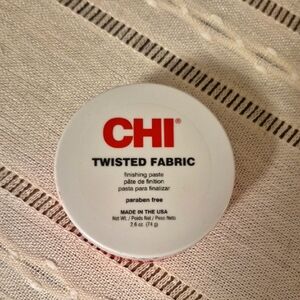 CHI®
TWISTED FABRIC
finishing paste
pâte de finition
pasta para finalizar
paraben free
MADE IN THE USA
Net Wt. / Poids Net / Peso Neto
2.6 oz. (74 g)